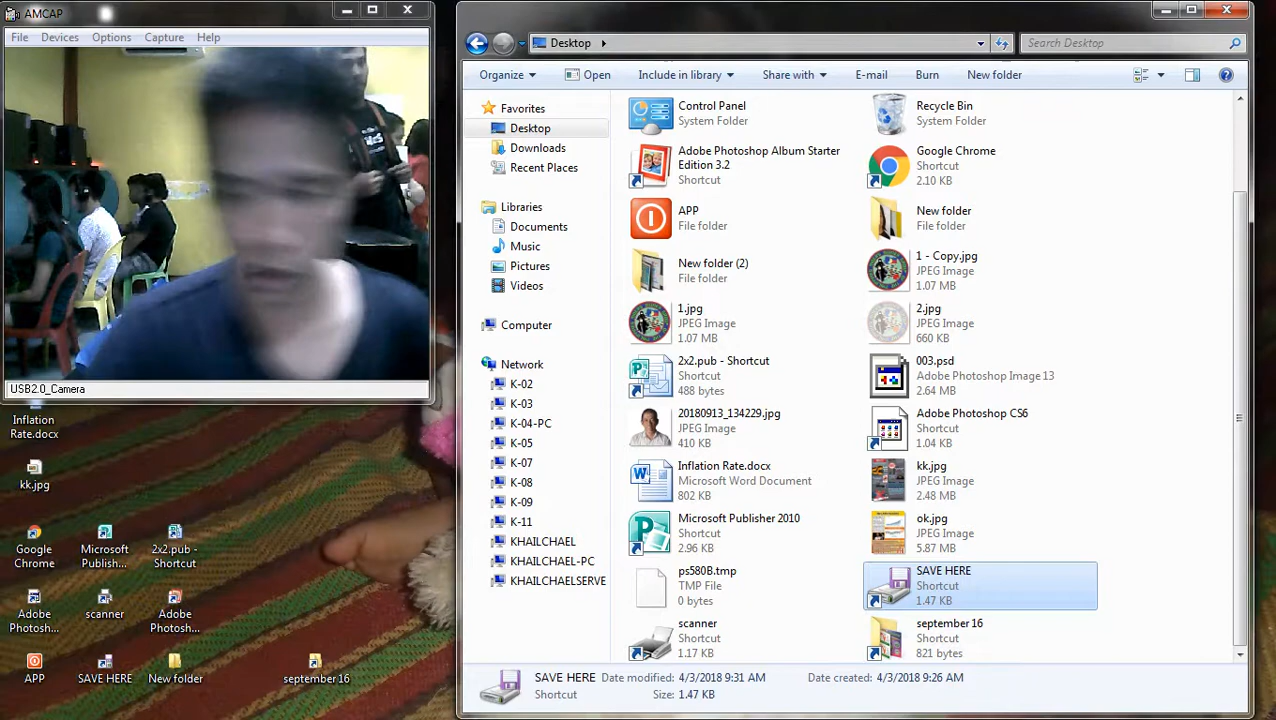 AMCAP
File Devices Options Capture Help
USB2.0_Camera
Inflation Rate.docx
kk.jpg
Google Chrome
Microsoft Publish...
2x2.pub - Shortcut
Adobe Photosh...
scanner
Adobe Photosh...
APP
SAVE HERE
New folder
september 16
Desktop
Search Desktop
Organize Open Include in library Share with E-mail Burn New folder
Favorites
Desktop
Downloads
Recent Places
Libraries
Documents
Music
Pictures
Videos
Computer
Network
K-02
K-03
K-04-PC
K-05
K-07
K-08
K-09
K-11
KHAILCHAEL
KHAILCHAEL-PC
KHAILCHAELSERVE
Control Panel
System Folder
Recycle Bin
System Folder
Adobe Photoshop Album Starter
Edition 3.2
Shortcut
Google Chrome
Shortcut
2.10 KB
APP
File folder
New folder
File folder
New folder (2)
File folder
1 - Copy.jpg
JPEG Image
1.07 MB
1.jpg
JPEG Image
1.07 MB
2.jpg
JPEG Image
660 KB
2x2.pub - Shortcut
Shortcut
488 bytes
003.psd
Adobe Photoshop Image 13
2.64 MB
20180913_134229.jpg
JPEG Image
410 KB
Adobe Photoshop CS6
Shortcut
1.04 KB
Inflation Rate.docx
Microsoft Word Document
802 KB
kk.jpg
JPEG Image
2.48 MB
Microsoft Publisher 2010
Shortcut
2.96 KB
ok.jpg
JPEG Image
5.87 MB
ps580B.tmp
TMP File
0 bytes
SAVE HERE
Shortcut
1.47 KB
scanner
Shortcut
1.17 KB
september 16
Shortcut
821 bytes
SAVE HERE Date modified: 4/3/2018 9:31 AM Date created: 4/3/2018 9:26 AM
Shortcut Size: 1.47 KB